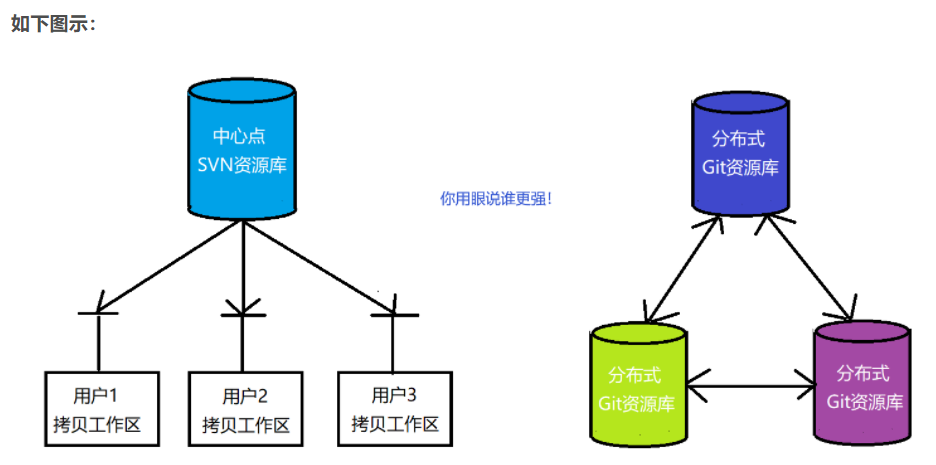 如下图示：
中心点
SVN资源库
用户1
拷贝工作区
用户2
拷贝工作区
用户3
拷贝工作区
你用眼说谁更强！
分布式
Git资源库
分布式
Git资源库
分布式
Git资源库